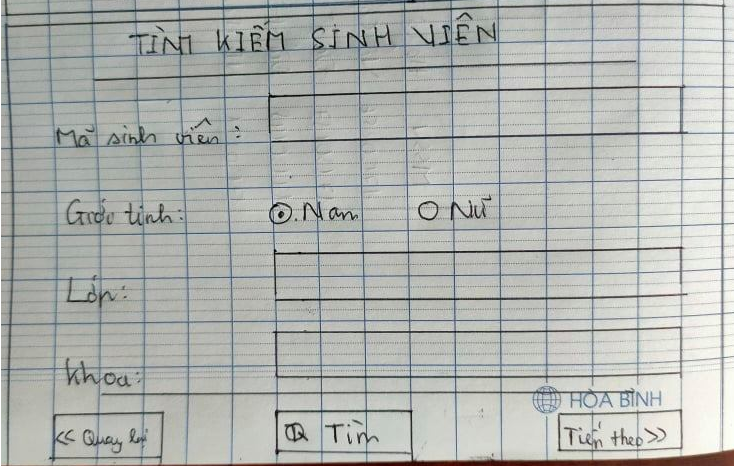 TÌM KIẾM SINH VIÊN
Mã sinh viên:
Giới tính: Nam Nữ
Lớp:
Khoa:
HÒA BÌNH
<< Quay lại Tìm Tiếp theo >>